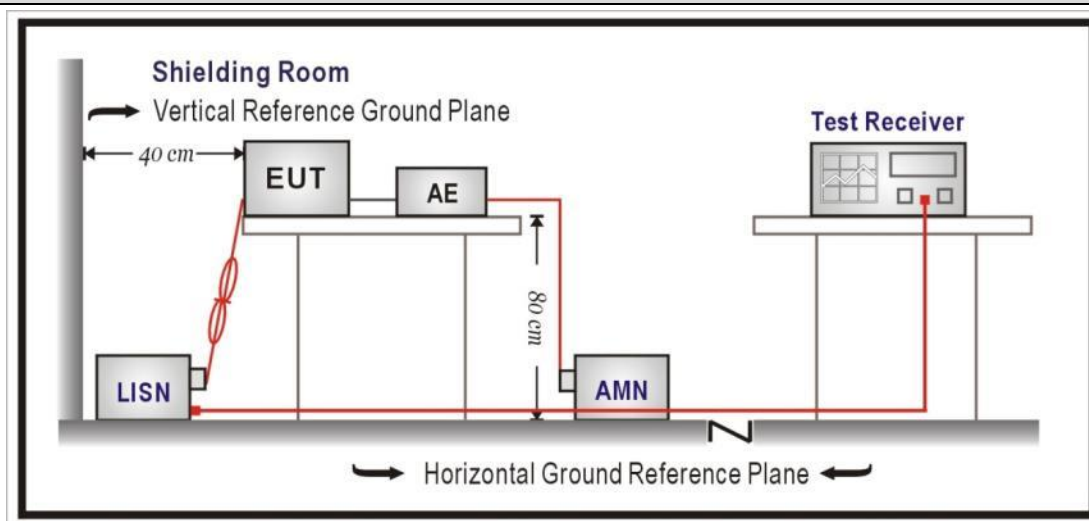 Shielding Room
Vertical Reference Ground Plane
40 cm
EUT
AE
Test Receiver
80 cm
LISN
AMN
Horizontal Ground Reference Plane